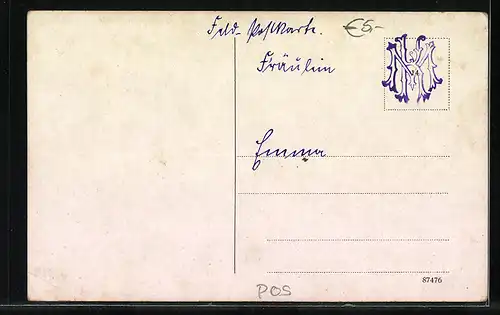 Feld-Postkarte.
€5,-
Fräulein
Emma
87476
POS